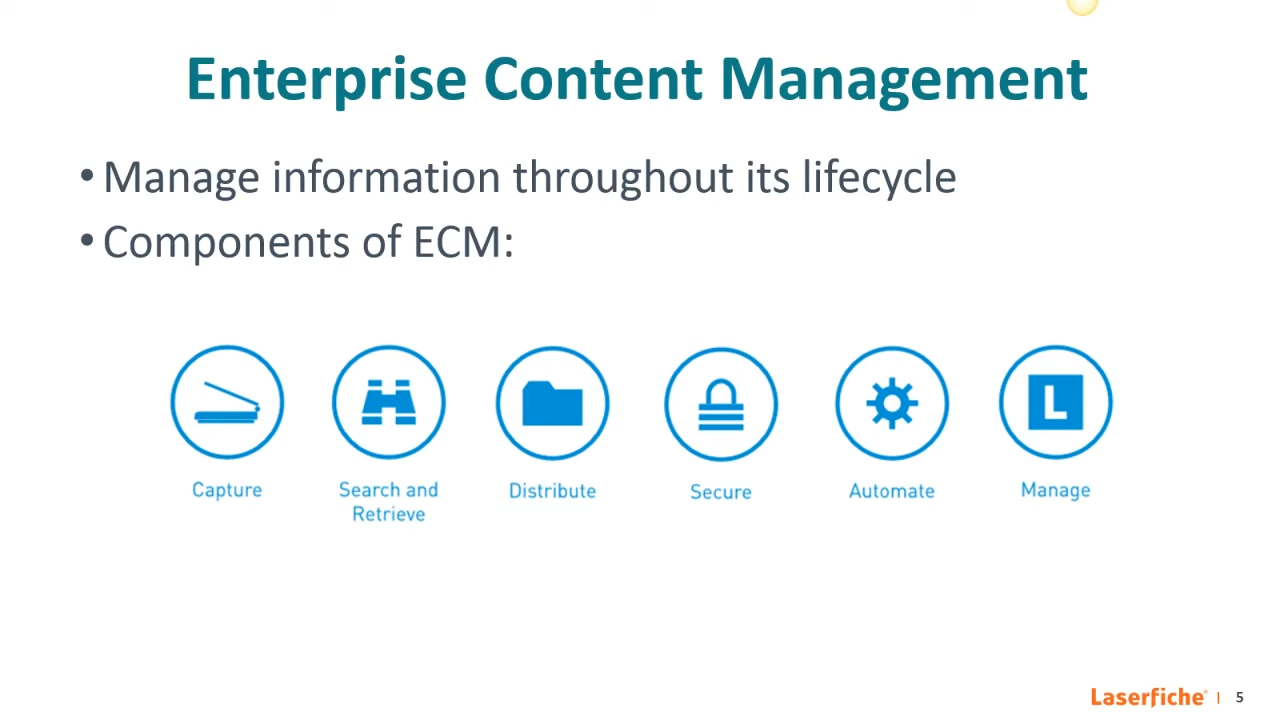 Enterprise Content Management
• Manage information throughout its lifecycle
• Components of ECM:
Capture
Search and
Retrieve
Distribute
Secure
Automate
L
Manage
Laserfiche® | 5